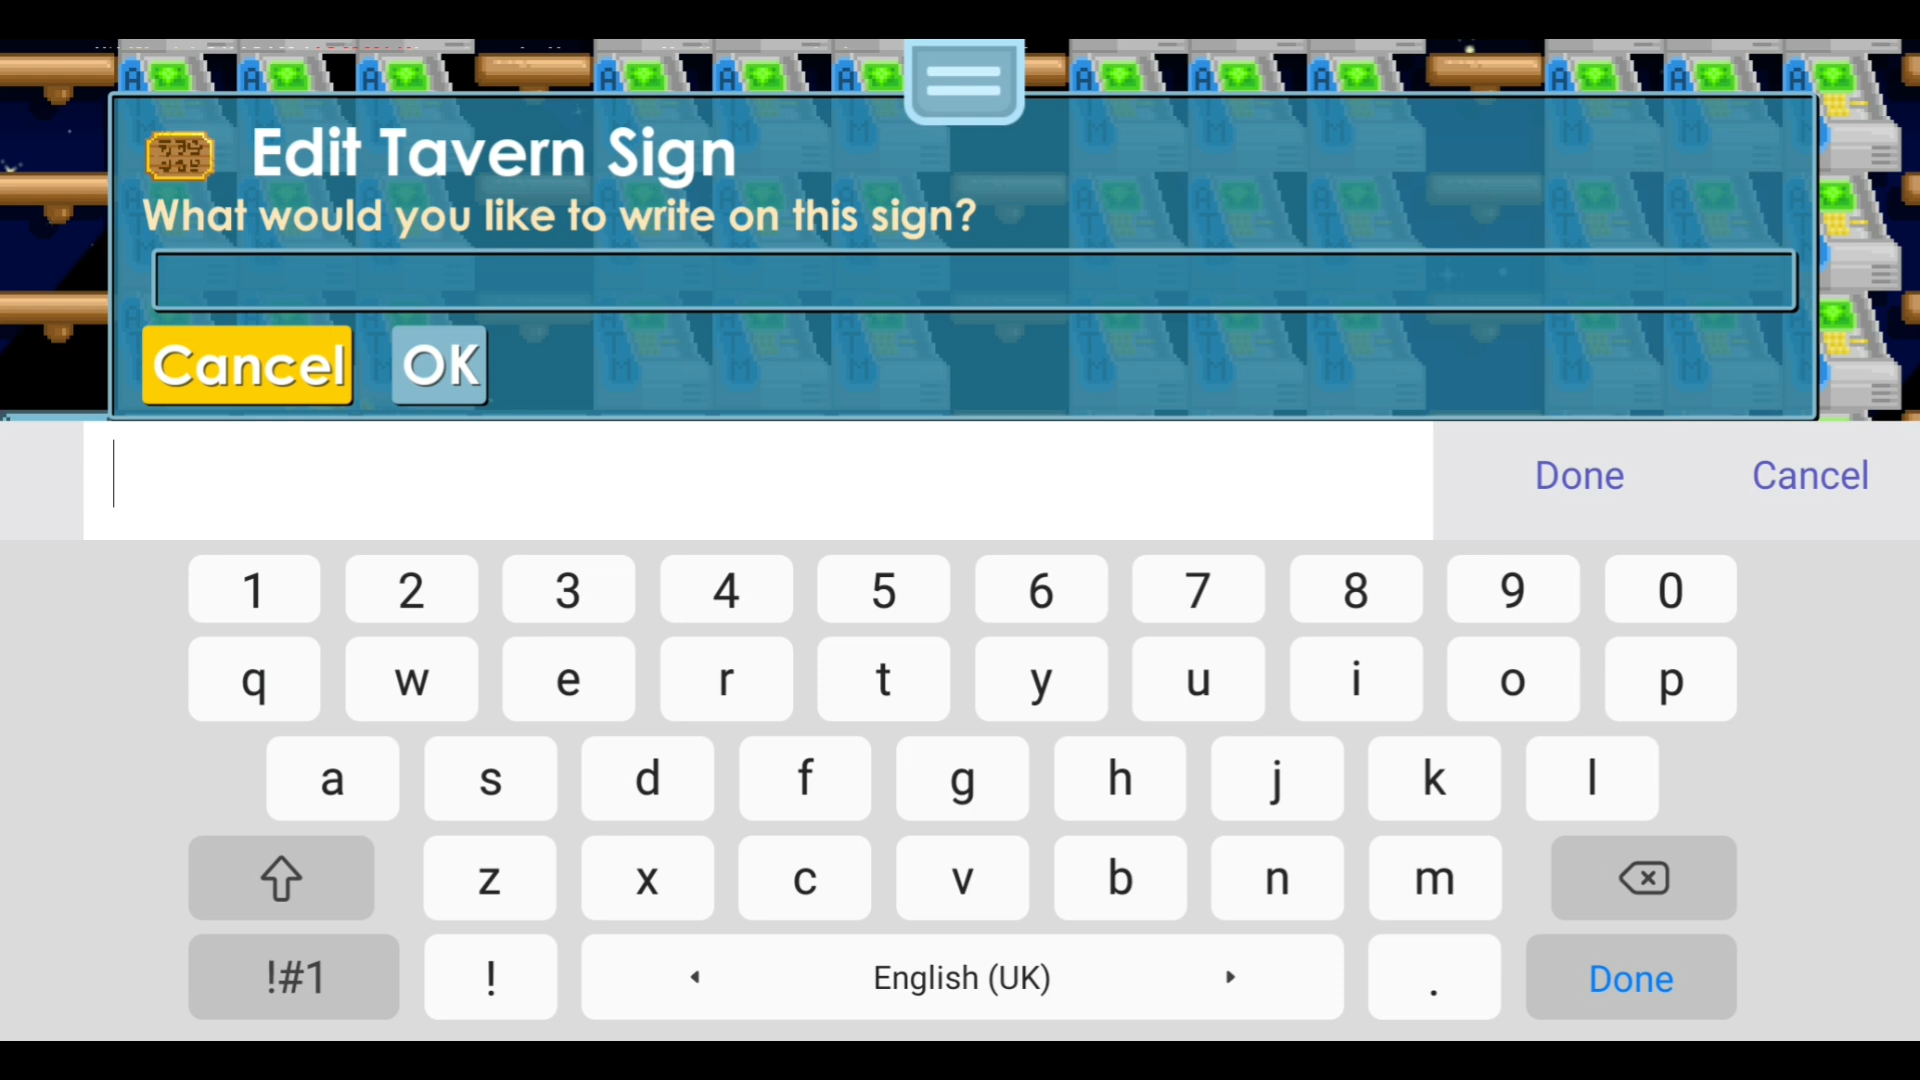 Edit Tavern Sign
What would you like to write on this sign?
Cancel OK
Done Cancel
1 2 3 4 5 6 7 8 9 0
q w e r t y u i o p
a s d f g h j k l
z x c v b n m
!#1 ! English (UK) . Done